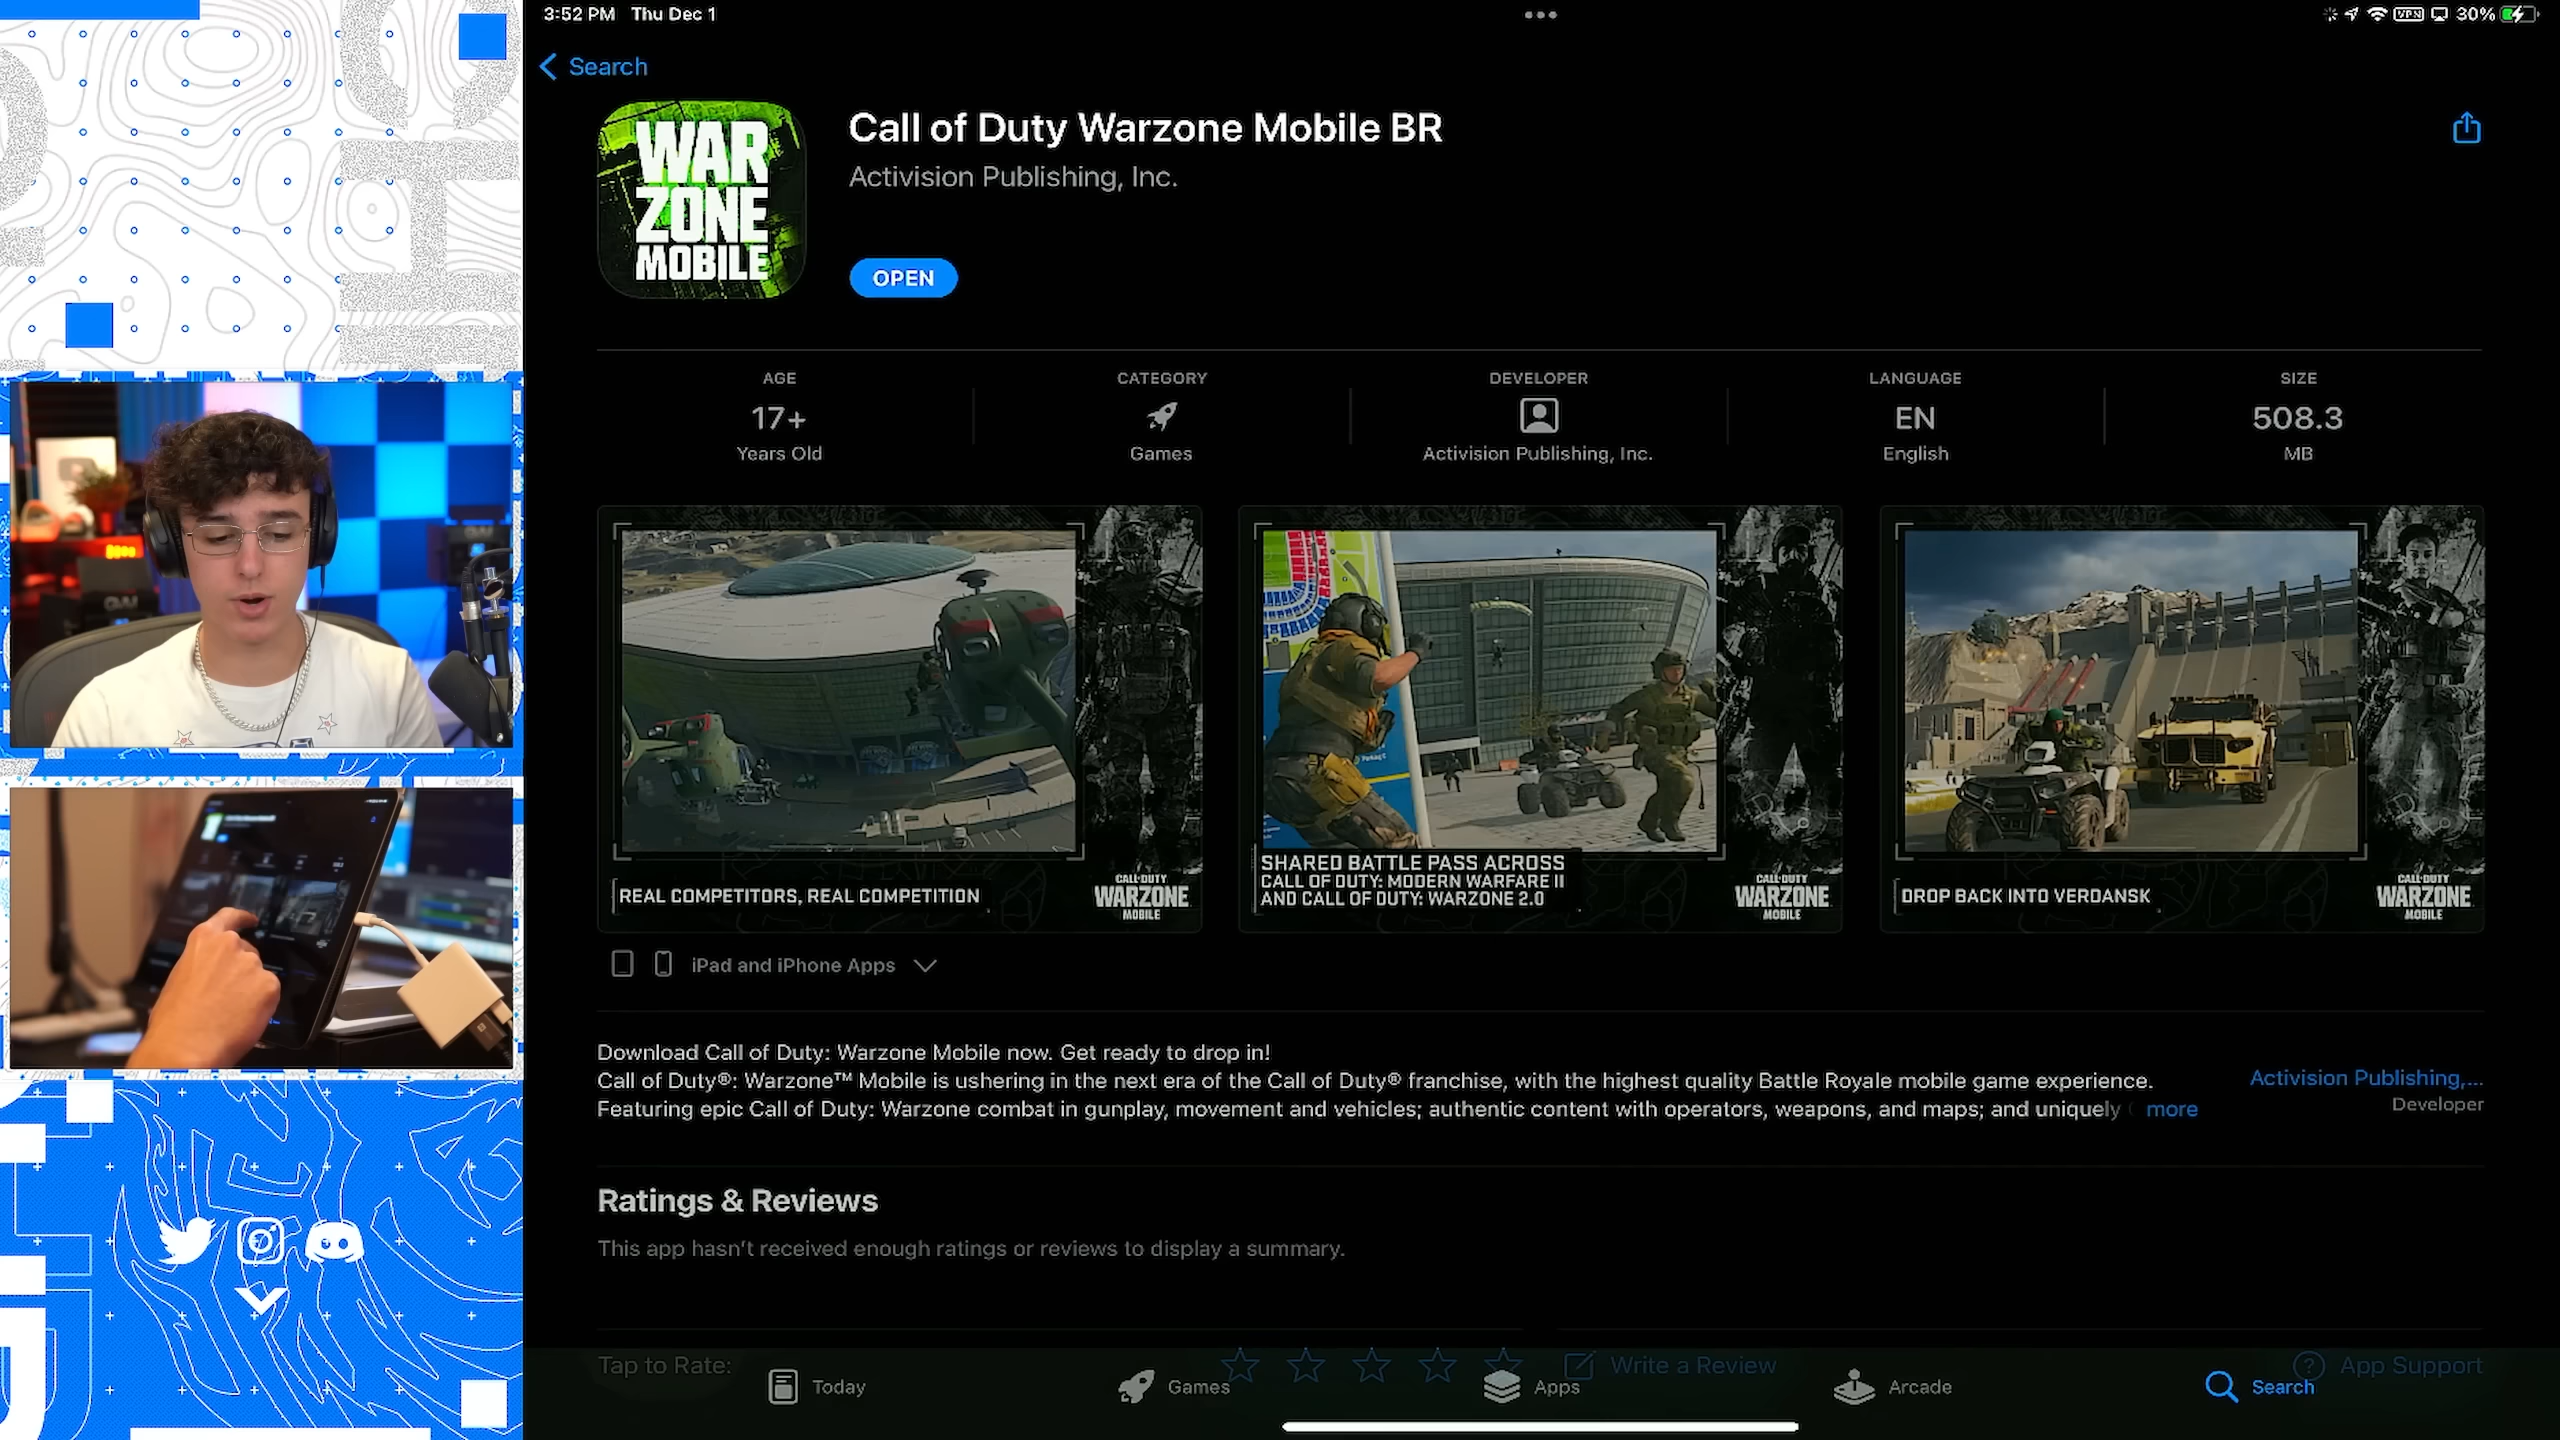 3:52 PM Thu Dec 1
VPN 30%
Search
WAR
ZONE
MOBILE
Call of Duty Warzone Mobile BR
Activision Publishing, Inc.
OPEN
AGE
17+
Years Old
CATEGORY
Games
DEVELOPER
Activision Publishing, Inc.
LANGUAGE
EN
English
SIZE
508.3
MB
REAL COMPETITORS, REAL COMPETITION
CALL·DUTY
WARZONE
MOBILE
SHARED BATTLE PASS ACROSS
CALL OF DUTY: MODERN WARFARE II
AND CALL OF DUTY: WARZONE 2.0
CALL·DUTY
WARZONE
MOBILE
DROP BACK INTO VERDANSK
CALL·DUTY
WARZONE
MOBILE
iPad and iPhone Apps
Download Call of Duty: Warzone Mobile now. Get ready to drop in!
Call of Duty®: Warzone™ Mobile is ushering in the next era of the Call of Duty® franchise, with the highest quality Battle Royale mobile game experience.
Featuring epic Call of Duty: Warzone combat in gunplay, movement and vehicles; authentic content with operators, weapons, and maps; and uniquely more
Activision Publishing,...
Developer
Ratings & Reviews
This app hasn't received enough ratings or reviews to display a summary.
Tap to Rate:
Write a Review
App Support
Today
Games
Apps
Arcade
Search